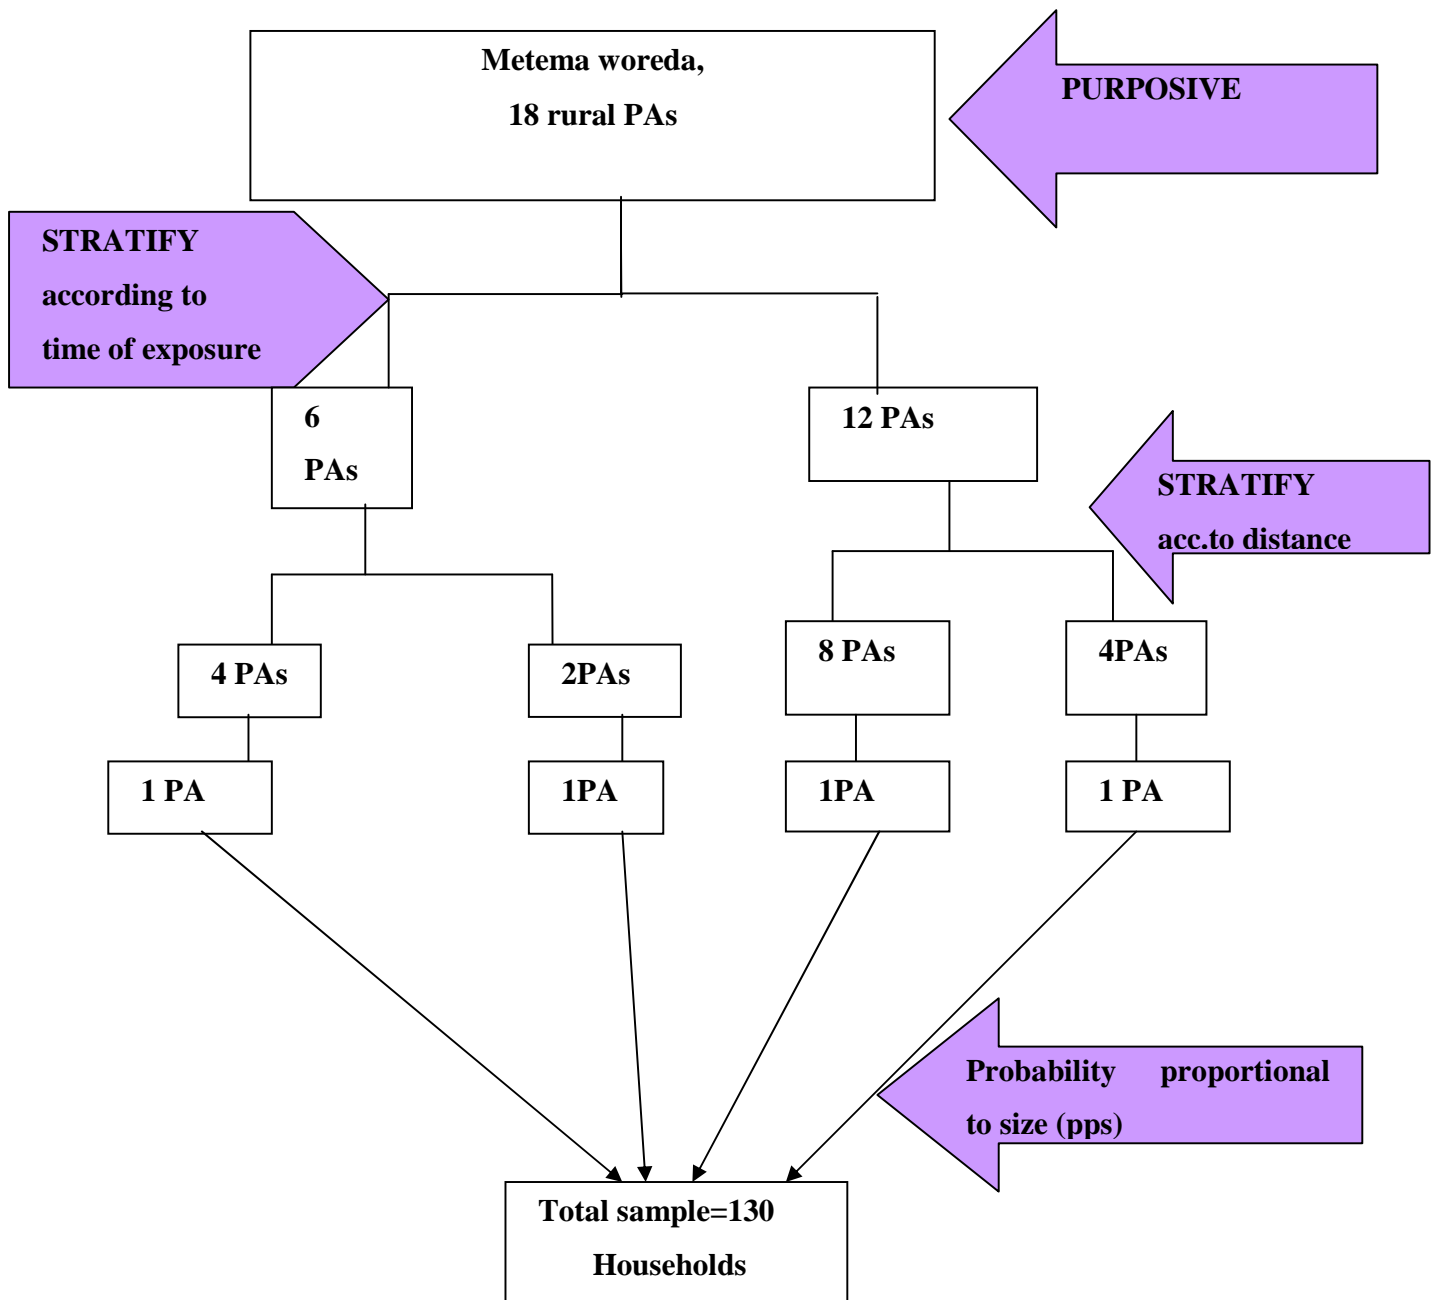 Metema woreda,
18 rural PAs
PURPOSIVE
STRATIFY
according to
time of exposure
6
PAs
12 PAs
STRATIFY
acc.to distance
4 PAs
2PAs
8 PAs
4PAs
1 PA
1PA
1PA
1 PA
Probability proportional
to size (pps)
Total sample=130
Households